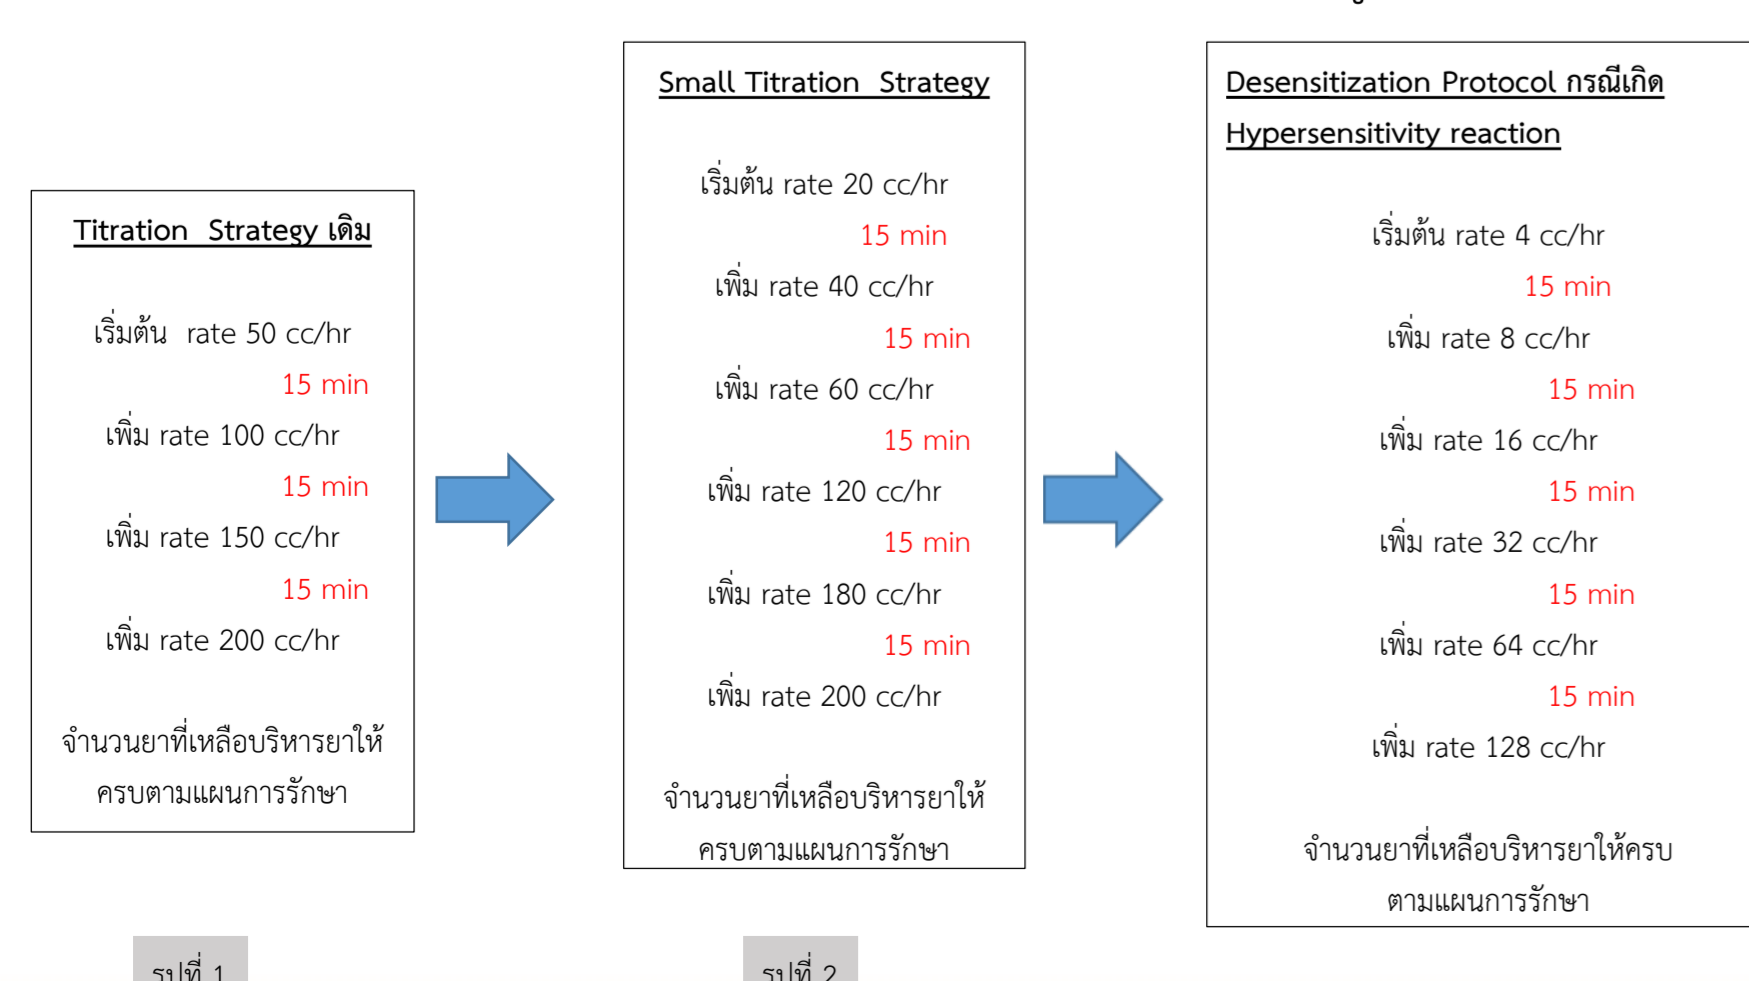 Titration Strategy เดิม
เริ่มต้น rate 50 cc/hr
15 min
เพิ่ม rate 100 cc/hr
15 min
เพิ่ม rate 150 cc/hr
15 min
เพิ่ม rate 200 cc/hr
จำนวนยาที่เหลือบริหารยาให้
ครบตามแผนการรักษา
รูปที่ 1
Small Titration Strategy
เริ่มต้น rate 20 cc/hr
15 min
เพิ่ม rate 40 cc/hr
15 min
เพิ่ม rate 60 cc/hr
15 min
เพิ่ม rate 120 cc/hr
15 min
เพิ่ม rate 180 cc/hr
15 min
เพิ่ม rate 200 cc/hr
จำนวนยาที่เหลือบริหารยาให้
ครบตามแผนการรักษา
รูปที่ 2
Desensitization Protocol กรณีเกิด
Hypersensitivity reaction
เริ่มต้น rate 4 cc/hr
15 min
เพิ่ม rate 8 cc/hr
15 min
เพิ่ม rate 16 cc/hr
15 min
เพิ่ม rate 32 cc/hr
15 min
เพิ่ม rate 64 cc/hr
15 min
เพิ่ม rate 128 cc/hr
จำนวนยาที่เหลือบริหารยาให้ครบ
ตามแผนการรักษา